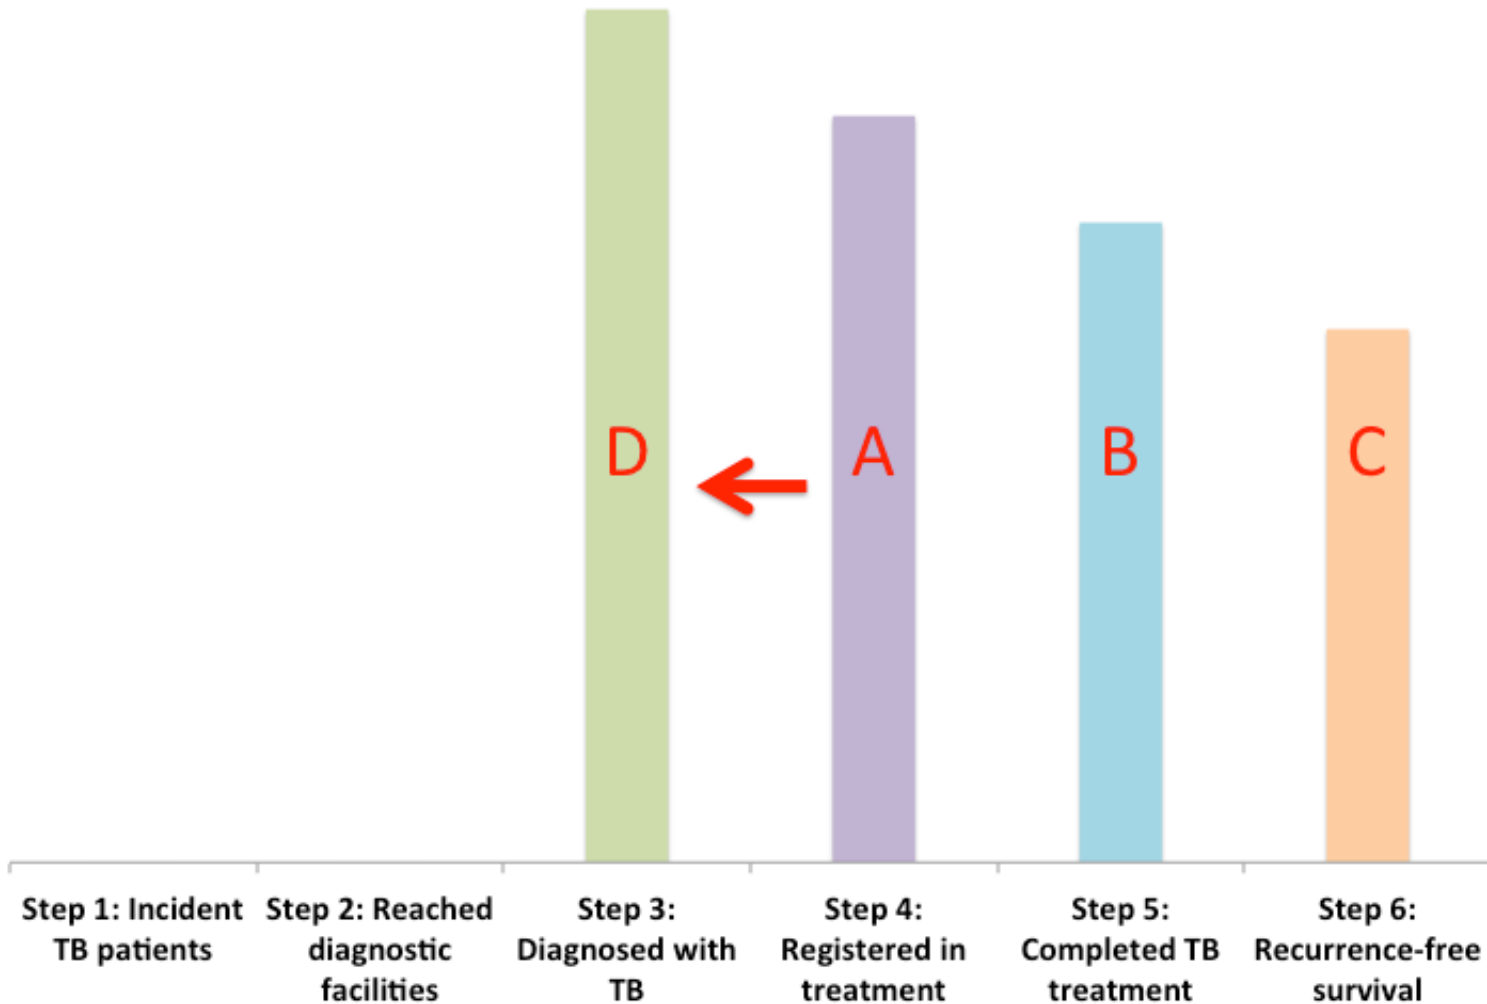 D
A
B
C
Step 1: Incident
TB patients
Step 2: Reached
diagnostic
facilities
Step 3:
Diagnosed with
TB
Step 4:
Registered in
treatment
Step 5:
Completed TB
treatment
Step 6:
Recurrence-free
survival